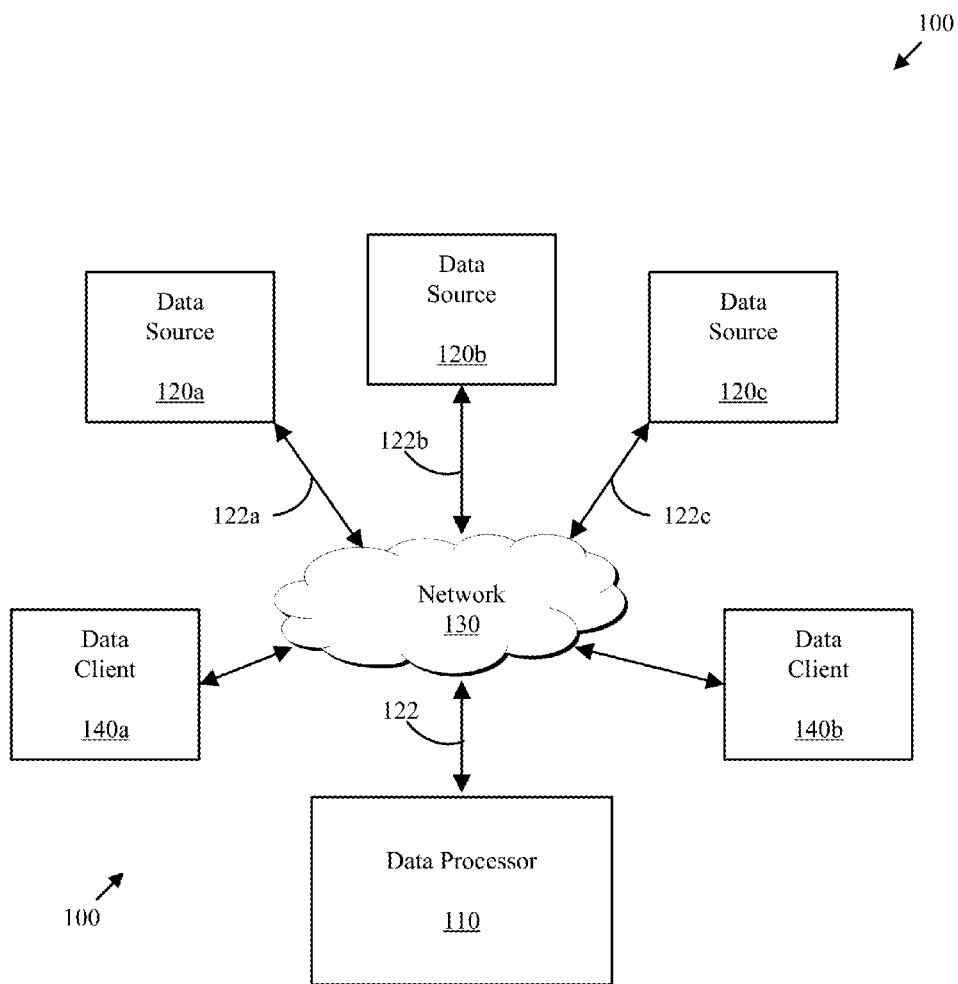 100
Data
Source
120b
Data
Source
120a
Data
Source
120c
122b
122a
122c
Network
130
Data
Client
140a
Data
Client
140b
122
Data Processor
110
100